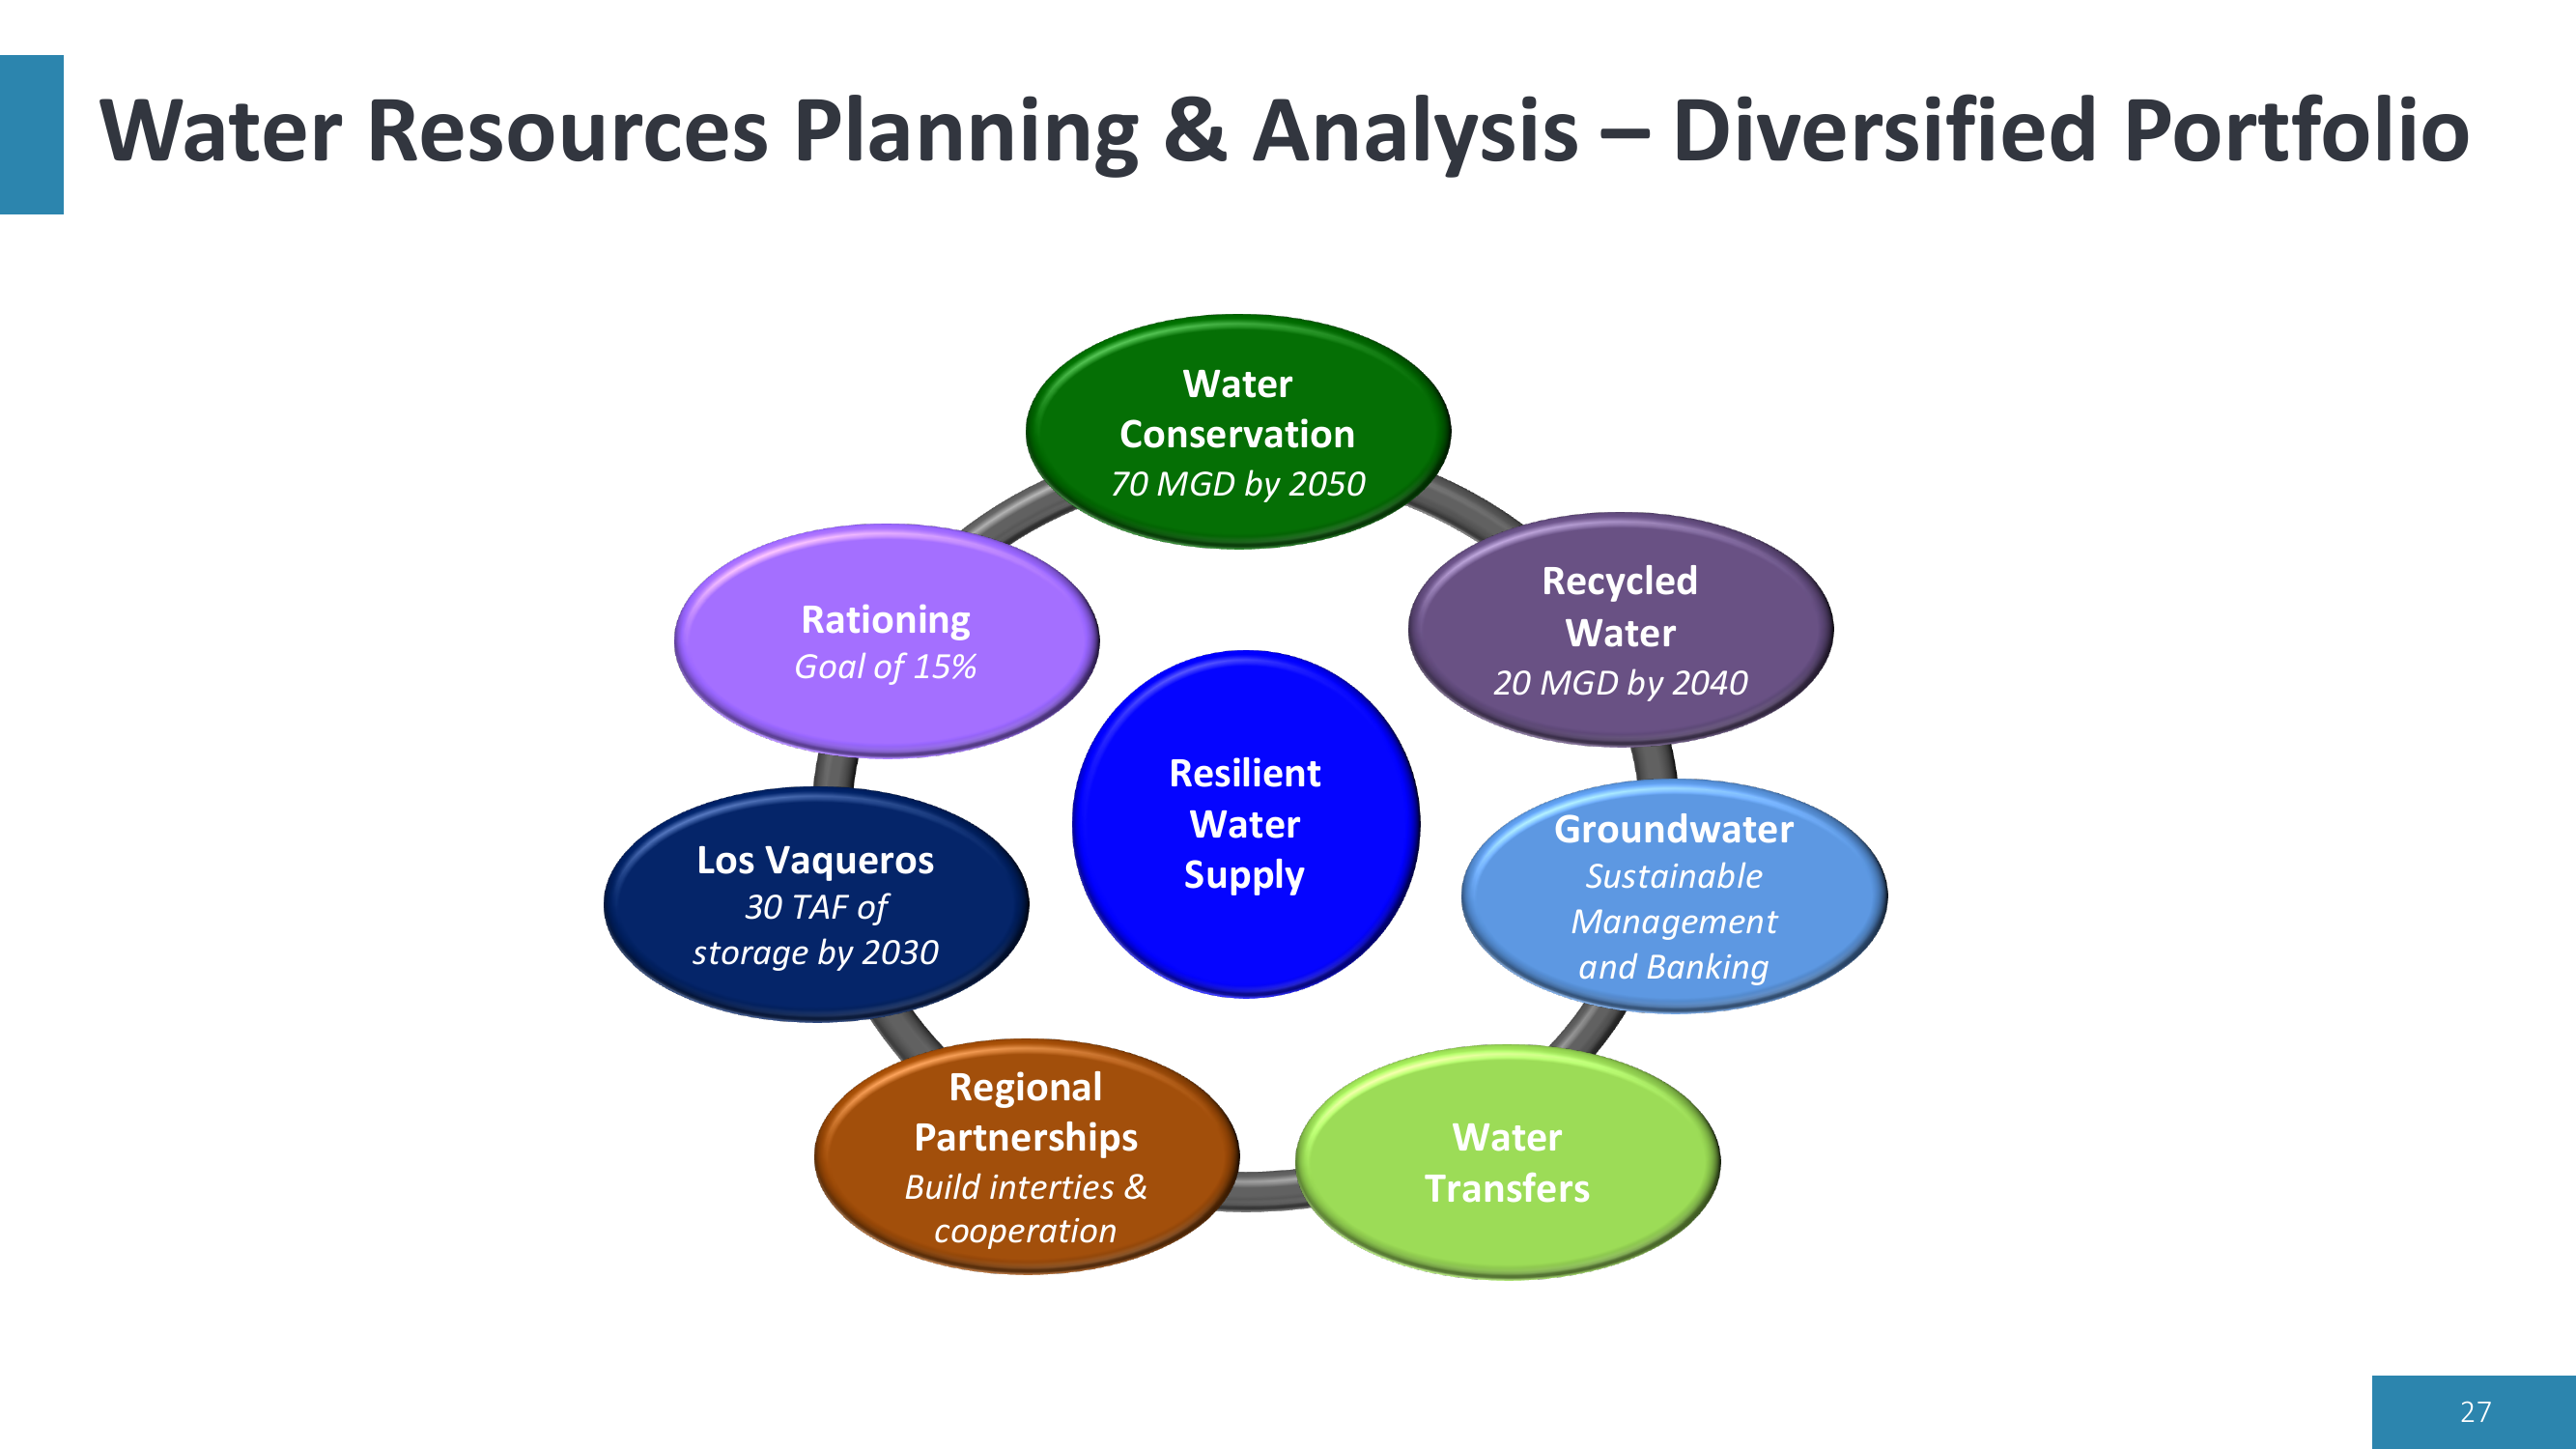 Water Resources Planning & Analysis – Diversified Portfolio
Water
Conservation
70 MGD by 2050
Recycled
Water
20 MGD by 2040
Groundwater
Sustainable
Management
and Banking
Water
Transfers
Regional
Partnerships
Build interties &
cooperation
Los Vaqueros
30 TAF of
storage by 2030
Rationing
Goal of 15%
Resilient
Water
Supply
27